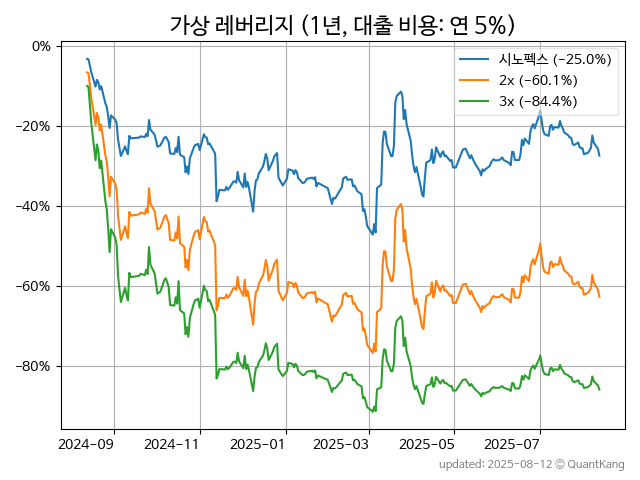 가상 레버리지 (1년, 대출 비용: 연 5%)
시노펙스 (-25.0%)
2x (-60.1%)
3x (-84.4%)
0%
−20%
−40%
−60%
−80%
2024-09 2024-11 2025-01 2025-03 2025-05 2025-07
updated: 2025-08-12 © QuantKang